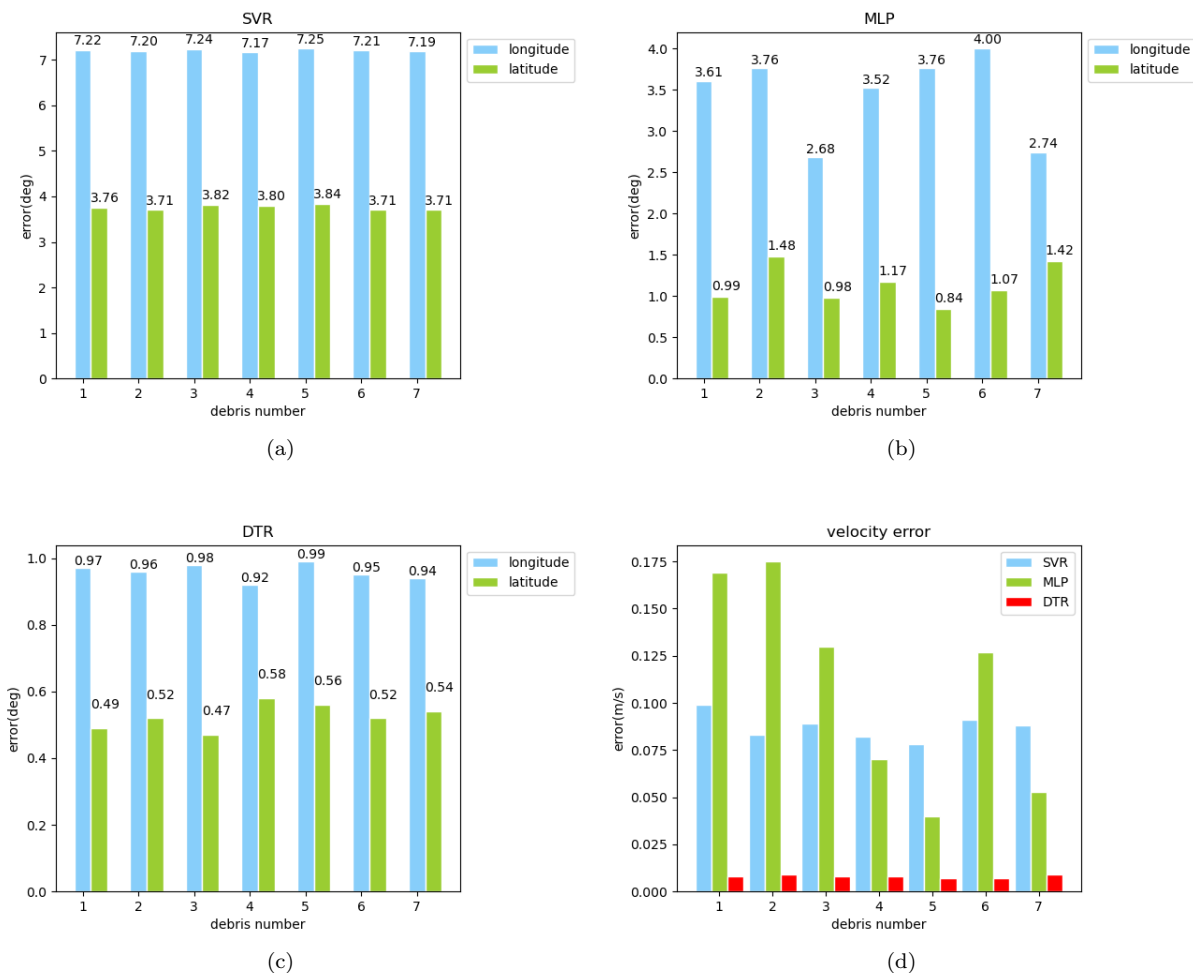 SVR
7.22 7.20 7.24 7.17 7.25 7.21 7.19
3.76 3.71 3.82 3.80 3.84 3.71 3.71
7
6
5
4
3
2
1
0
error(deg)
1 2 3 4 5 6 7
debris number
longitude
latitude
(a)
MLP
3.61 3.76 2.68 3.52 3.76 4.00 2.74
0.99 1.48 0.98 1.17 0.84 1.07 1.42
4.0
3.5
3.0
2.5
2.0
1.5
1.0
0.5
0.0
error(deg)
1 2 3 4 5 6 7
debris number
longitude
latitude
(b)
DTR
0.97 0.96 0.98 0.92 0.99 0.95 0.94
0.49 0.52 0.47 0.58 0.56 0.52 0.54
1.0
0.8
0.6
0.4
0.2
0.0
error(deg)
1 2 3 4 5 6 7
debris number
longitude
latitude
(c)
velocity error
0.175
0.150
0.125
0.100
0.075
0.050
0.025
0.000
error(m/s)
1 2 3 4 5 6 7
debris number
SVR
MLP
DTR
(d)